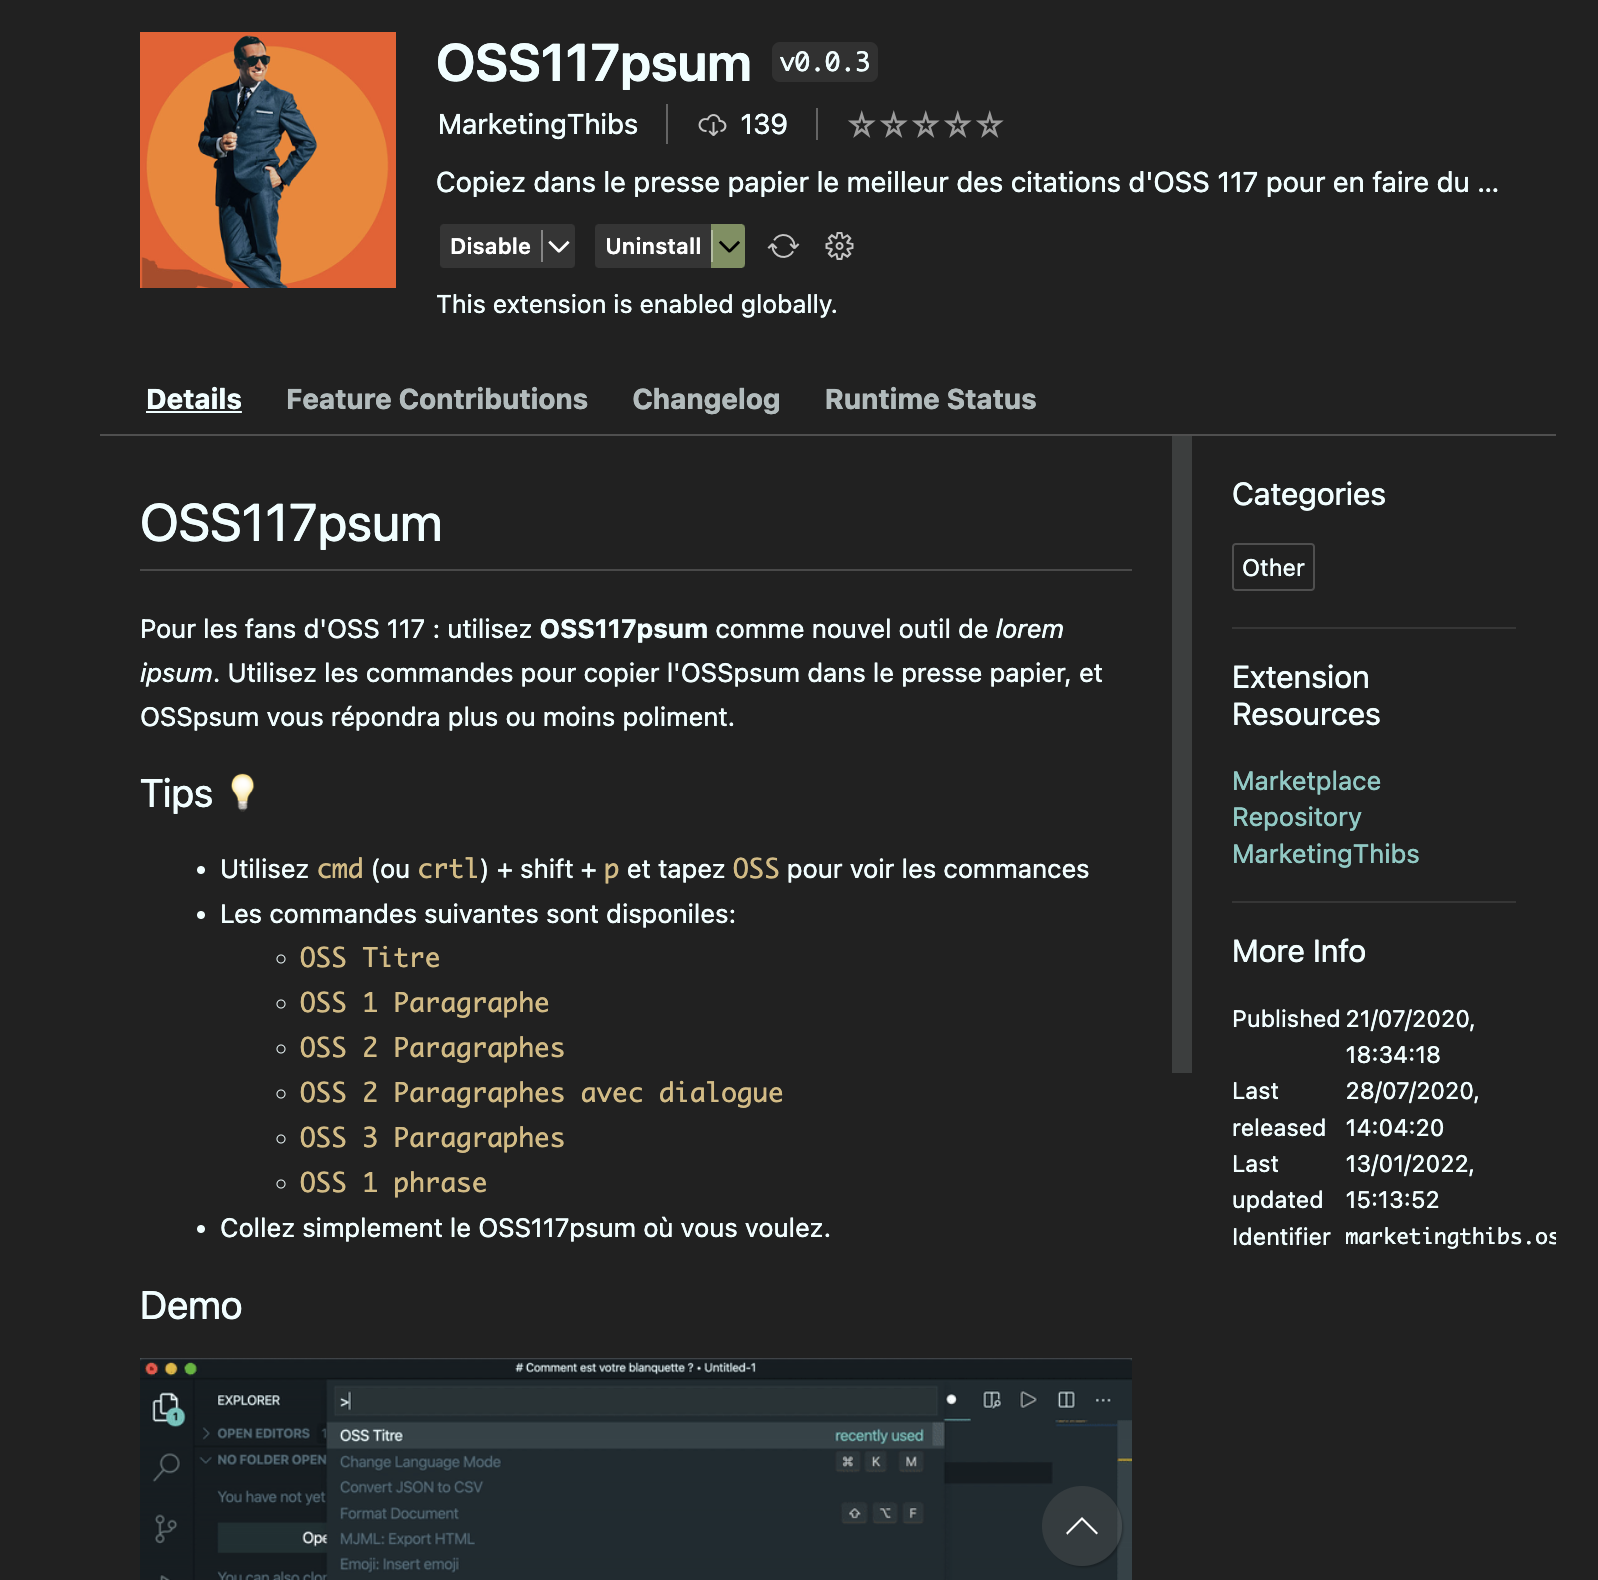 OSS117psum v0.0.3
MarketingThibs 139
Copiez dans le presse papier le meilleur des citations d'OSS 117 pour en faire du ...
Disable Uninstall
This extension is enabled globally.
Details Feature Contributions Changelog Runtime Status
OSS117psum
Pour les fans d'OSS 117 : utilisez OSS117psum comme nouvel outil de lorem
ipsum. Utilisez les commandes pour copier l'OSSpsum dans le presse papier, et
OSSpsum vous répondra plus ou moins poliment.
Tips 💡
• Utilisez cmd (ou crtl) + shift + p et tapez OSS pour voir les commances
• Les commandes suivantes sont disponiles:
◦ OSS Titre
◦ OSS 1 Paragraphe
◦ OSS 2 Paragraphes
◦ OSS 2 Paragraphes avec dialogue
◦ OSS 3 Paragraphes
◦ OSS 1 phrase
• Collez simplement le OSS117psum où vous voulez.
Demo
# Comment est votre blanquette ? • Untitled-1
EXPLORER
OPEN EDITORS 1
NO FOLDER OPEN
You have not yet
Ope
You can also clon
1
>
OSS Titre recently used
Change Language Mode ⌘ K M
Convert JSON to CSV
Format Document ⇧ ⌥ F
MJML: Export HTML
Emoji: Insert emoji
Categories
Other
Extension
Resources
Marketplace
Repository
MarketingThibs
More Info
Published 21/07/2020,
18:34:18
Last 28/07/2020,
released 14:04:20
Last 13/01/2022,
updated 15:13:52
Identifier marketingthibs.os